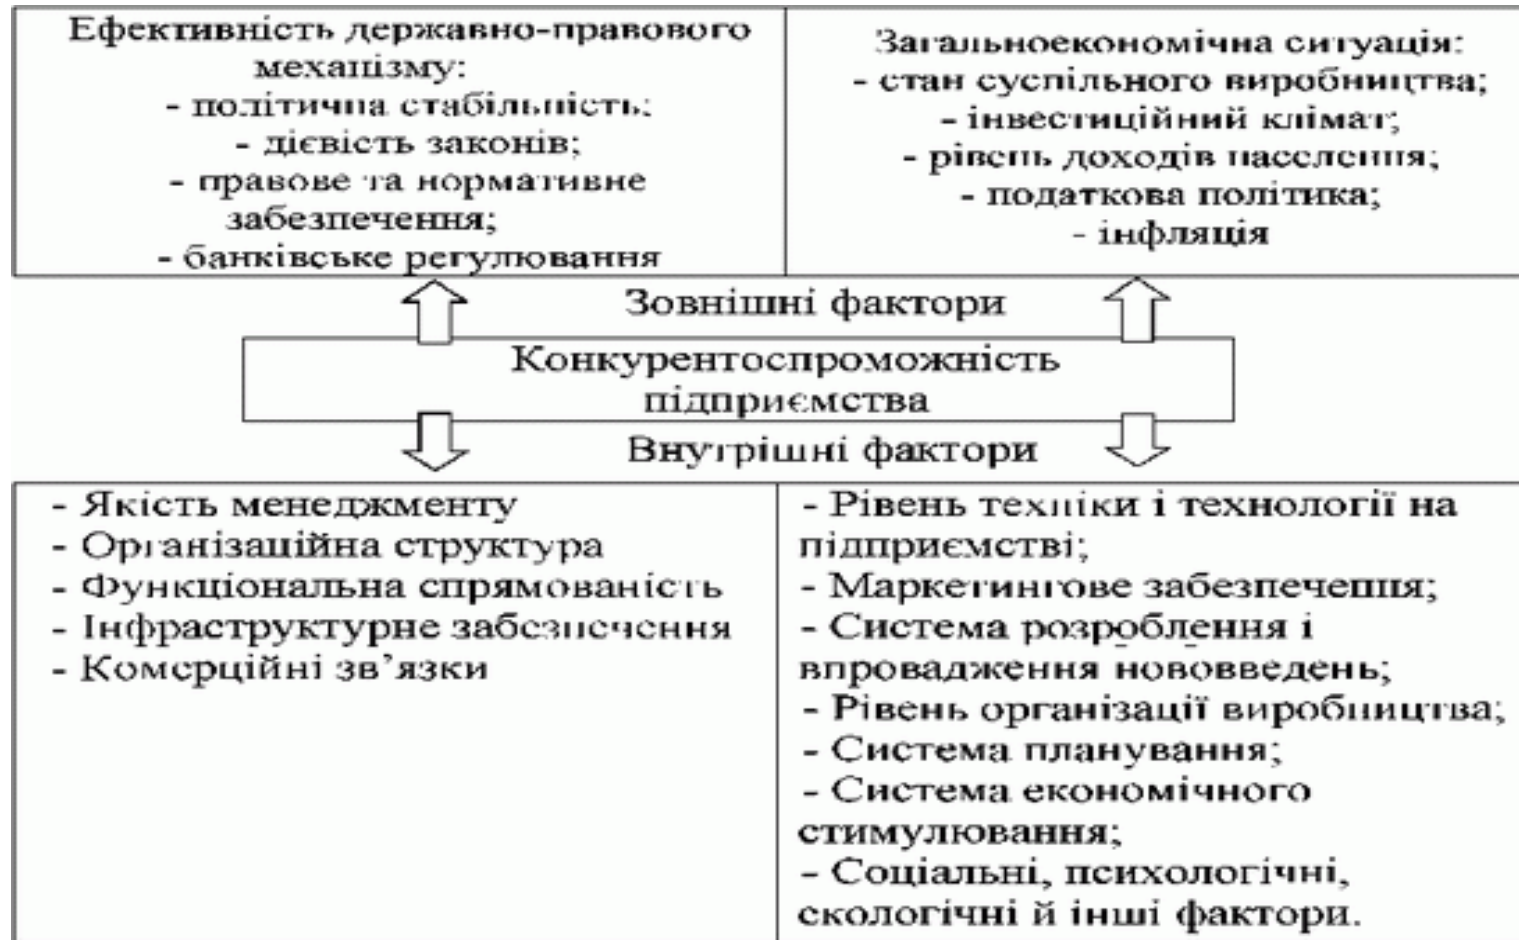 Ефективність державно-правового
механізму:
- політична стабільність;
- дієвість законів;
- правове та нормативне
забезпечення;
- банківське регулювання
Загальноекономічна ситуація:
- стан суспільного виробництва;
- інвестиційний клімат;
- рівень доходів населення;
- податкова політика;
- інфляція
Зовнішні фактори
Конкурентоспроможність
підприємства
Внутрішні фактори
- Якість менеджменту
- Організаційна структура
- Функціональна спрямованість
- Інфраструктурне забезпечення
- Комерційні зв’язки
- Рівень техніки і технології на
підприємстві;
- Маркетингове забезпечення;
- Система розроблення і
впровадження нововведень;
- Рівень організації виробництва;
- Система планування;
- Система економічного
стимулювання;
- Соціальні, психологічні,
екологічні й інші фактори.